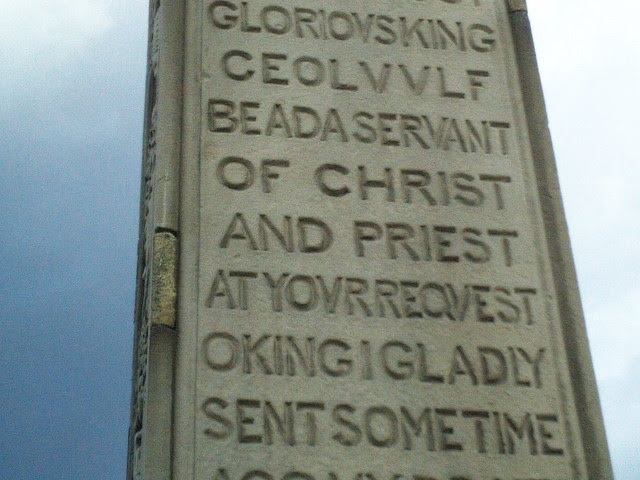 GLORIOVSKING
CEOLVVLF
BEADASERVANT
OF CHRIST
AND PRIEST
ATYOVRREQVEST
OKINGIGLADLY
SENTSOMETIME